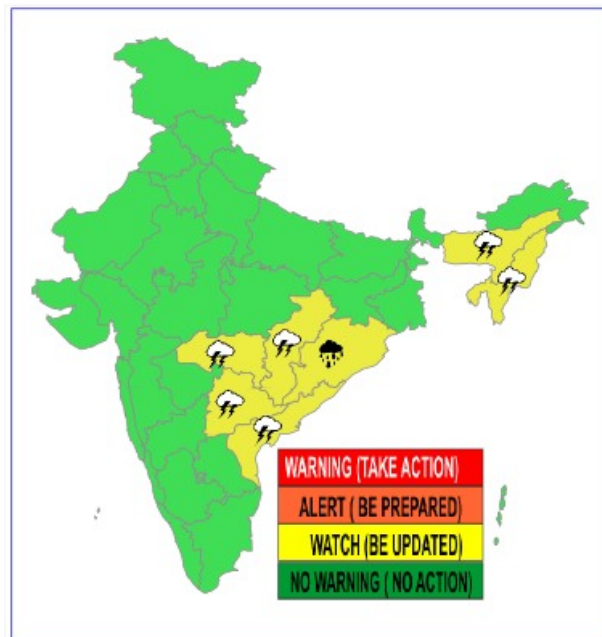 WARNING (TAKE ACTION)
ALERT ( BE PREPARED)
WATCH (BE UPDATED)
NO WARNING ( NO ACTION)